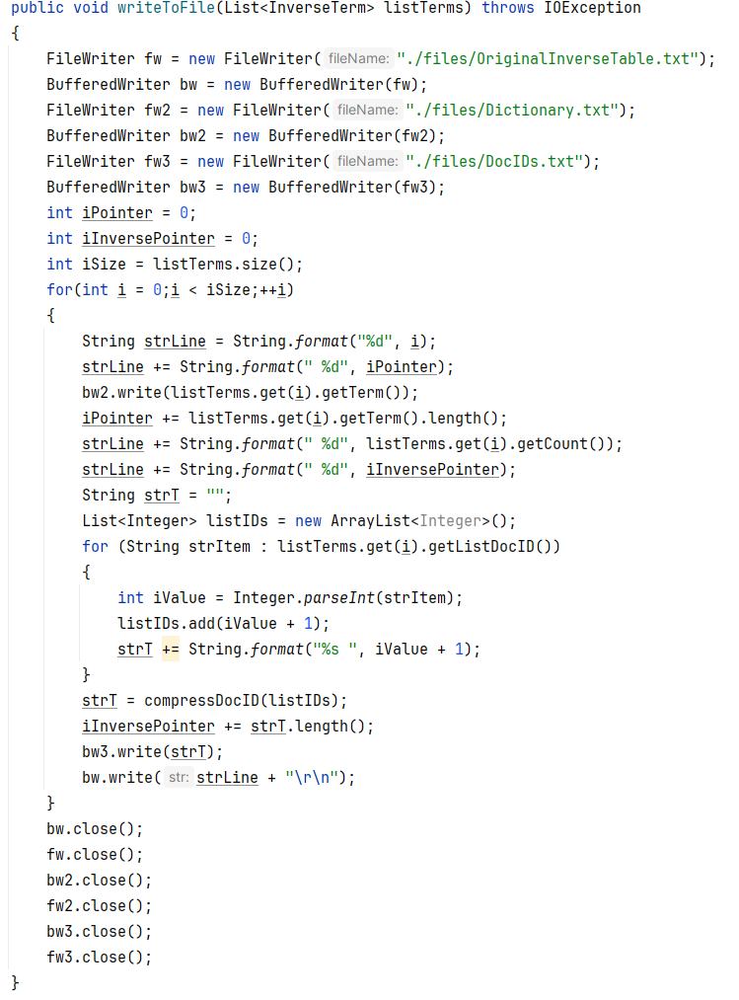 public void writeToFile(List<InverseTerm> listTerms) throws IOException
{
    FileWriter fw = new FileWriter( fileName: "./files/OriginalInverseTable.txt");
    BufferedWriter bw = new BufferedWriter(fw);
    FileWriter fw2 = new FileWriter( fileName: "./files/Dictionary.txt");
    BufferedWriter bw2 = new BufferedWriter(fw2);
    FileWriter fw3 = new FileWriter( fileName: "./files/DocIDs.txt");
    BufferedWriter bw3 = new BufferedWriter(fw3);
    int iPointer = 0;
    int iInversePointer = 0;
    int iSize = listTerms.size();
    for(int i = 0;i < iSize;++i)
    {
        String strLine = String.format("%d", i);
        strLine += String.format(" %d", iPointer);
        bw2.write(listTerms.get(i).getTerm());
        iPointer += listTerms.get(i).getTerm().length();
        strLine += String.format(" %d", listTerms.get(i).getCount());
        strLine += String.format(" %d", iInversePointer);
        String strT = "";
        List<Integer> listIDs = new ArrayList<Integer>();
        for (String strItem : listTerms.get(i).getListDocID())
        {
            int iValue = Integer.parseInt(strItem);
            listIDs.add(iValue + 1);
            strT += String.format("%s ", iValue + 1);
        }
        strT = compressDocID(listIDs);
        iInversePointer += strT.length();
        bw3.write(strT);
        bw.write( str: strLine + "\r\n");
    }
    bw.close();
    fw.close();
    bw2.close();
    fw2.close();
    bw3.close();
    fw3.close();
}